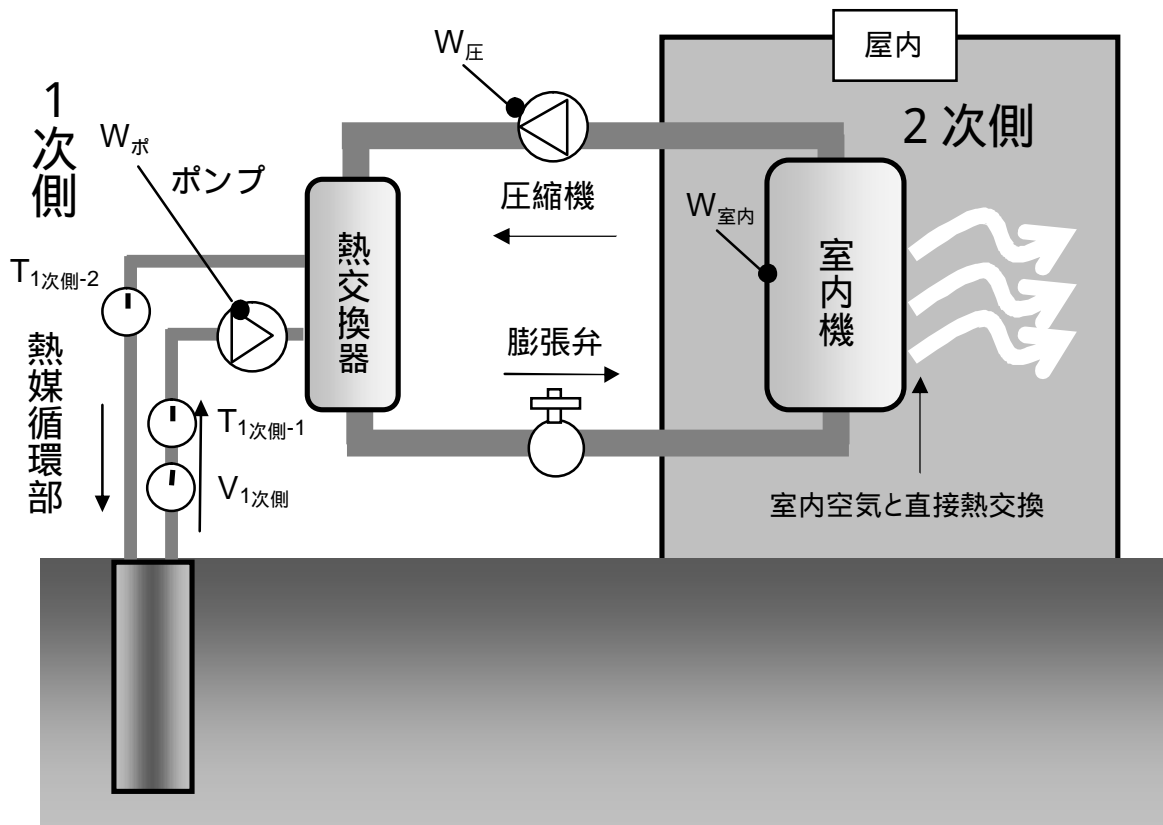 屋内
W圧
2 次側
1次側
Wポ
ポンプ
圧縮機
W室内
T1次側-2
熱交換器
室内機
膨張弁
熱媒循環部
T1次側-1
V1次側
室内空気と直接熱交換